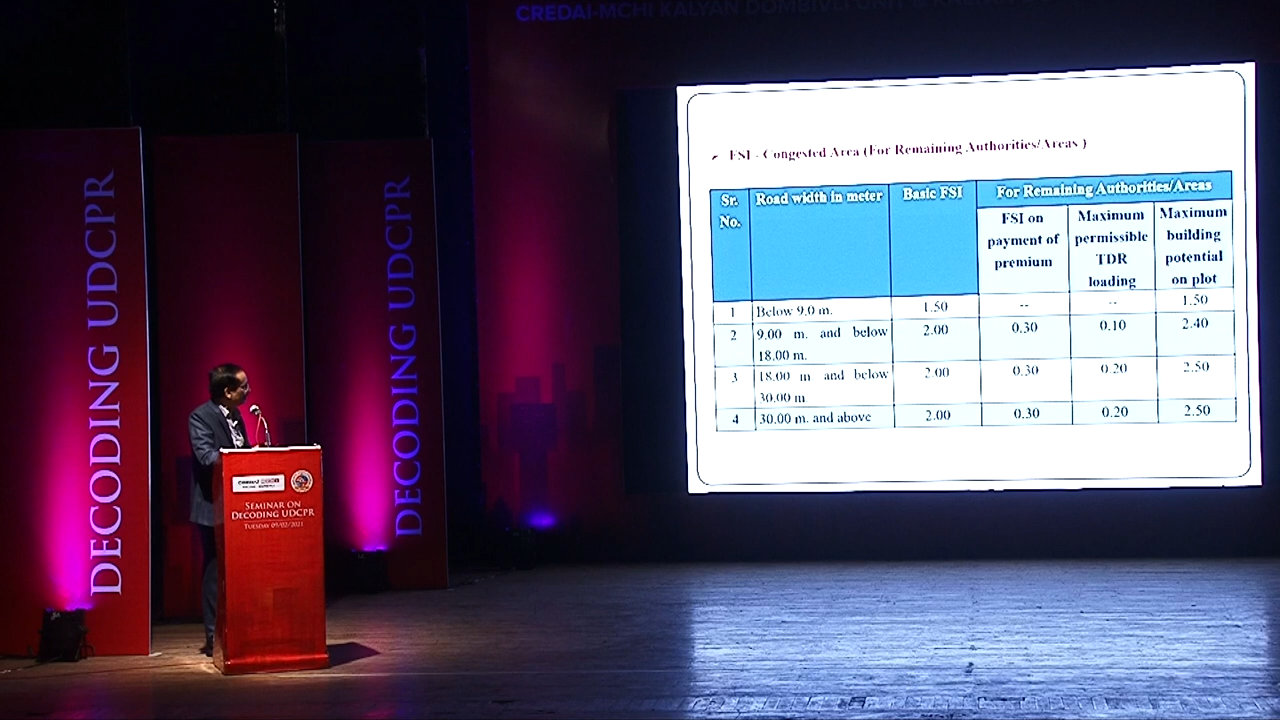 CREDAI-MCHI KALYAN DOMBIVLI UNIT
DECODING UDCPR
DECODING UDCPR
SEMINAR ON
DECODING UDCPR
TUESDAY 09/02/2021
FSI - Congested Area (For Remaining Authorities/Areas )
Sr. No. Road width in meter Basic FSI For Remaining Authorities/Areas
FSI on payment of premium Maximum permissible TDR loading Maximum building potential on plot
1 Below 9.0 m. 1.50 -- -- 1.50
2 9.00 m. and below 18.00 m. 2.00 0.30 0.10 2.40
3 18.00 m and below 30.00 m 2.00 0.30 0.20 2.50
4 30.00 m. and above 2.00 0.30 0.20 2.50